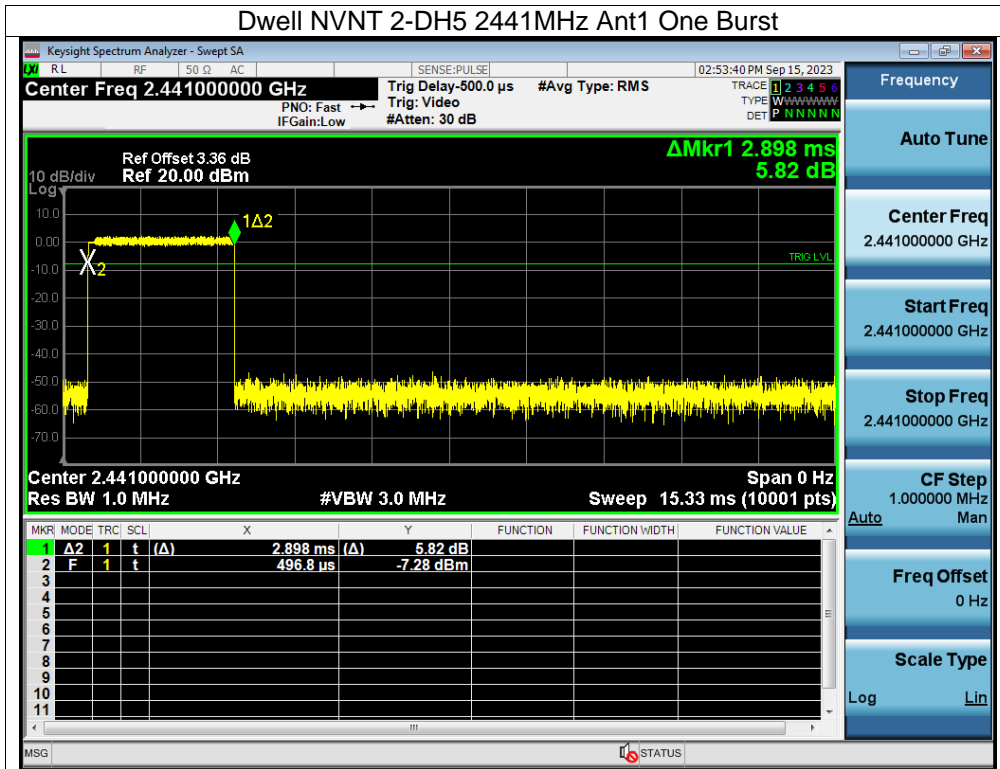 Dwell NVNT 2-DH5 2441MHz Ant1 One Burst
Keysight Spectrum Analyzer - Swept SA
LXI RL RF 50 Ω AC SENSE:PULSE 02:53:40 PM Sep 15, 2023
Center Freq 2.441000000 GHz
PNO: Fast
IFGain:Low
Trig Delay-500.0 µs #Avg Type: RMS
Trig: Video
#Atten: 30 dB
TRACE 1 2 3 4 5 6
TYPE WWWWWW
DET P N N N N N
ΔMkr1 2.898 ms
5.82 dB
Ref Offset 3.36 dB
10 dB/div Ref 20.00 dBm
Log
10.0
0.00
-10.0
-20.0
-30.0
-40.0
-50.0
-60.0
-70.0
1Δ2
X2
TRIG LVL
Center 2.441000000 GHz Span 0 Hz
Res BW 1.0 MHz #VBW 3.0 MHz Sweep 15.33 ms (10001 pts)
MKR MODE TRC SCL X Y FUNCTION FUNCTION WIDTH FUNCTION VALUE
1 Δ2 1 t (Δ) 2.898 ms (Δ) 5.82 dB
2 F 1 t 496.8 µs -7.28 dBm
3
4
5
6
7
8
9
10
11
MSG STATUS
Frequency
Auto Tune
Center Freq
2.441000000 GHz
Start Freq
2.441000000 GHz
Stop Freq
2.441000000 GHz
CF Step
1.000000 MHz
Auto Man
Freq Offset
0 Hz
Scale Type
Log Lin